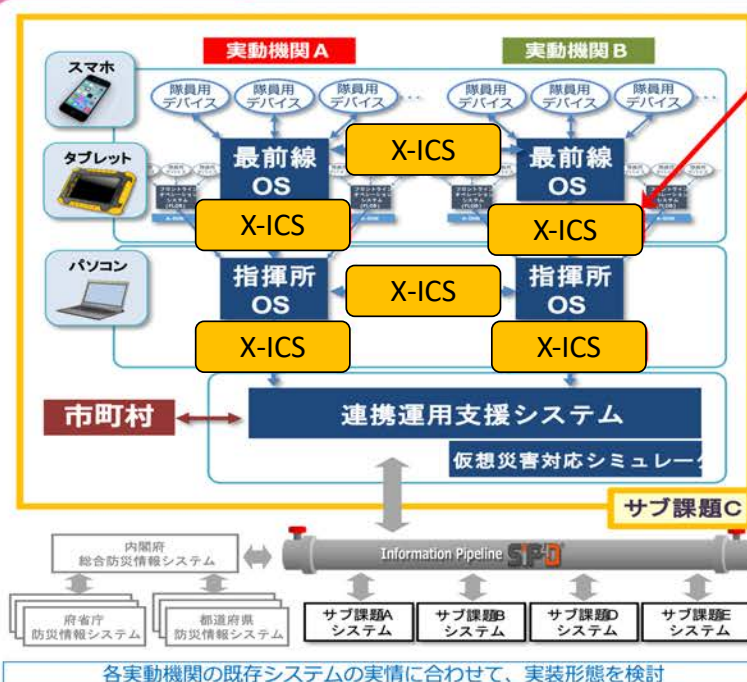 実動機関A
実動機関B
スマホ
隊員用
デバイス
隊員用
デバイス
隊員用
デバイス
・・・
隊員用
デバイス
隊員用
デバイス
隊員用
デバイス
・・・
タブレット
最前線
OS
X-ICS
最前線
OS
X-ICS
X-ICS
パソコン
指揮所
OS
X-ICS
指揮所
OS
X-ICS
X-ICS
市町村
連携運用支援システム
仮想災害対応シミュレー
サブ課題C
内閣府
総合防災情報システム
Information Pipeline SIP4D
府省庁
防災情報システム
都道府県
防災情報システム
サブ課題A
システム
サブ課題B
システム
サブ課題D
システム
サブ課題E
システム
各実動機関の既存システムの実情に合わせて、実装形態を検討